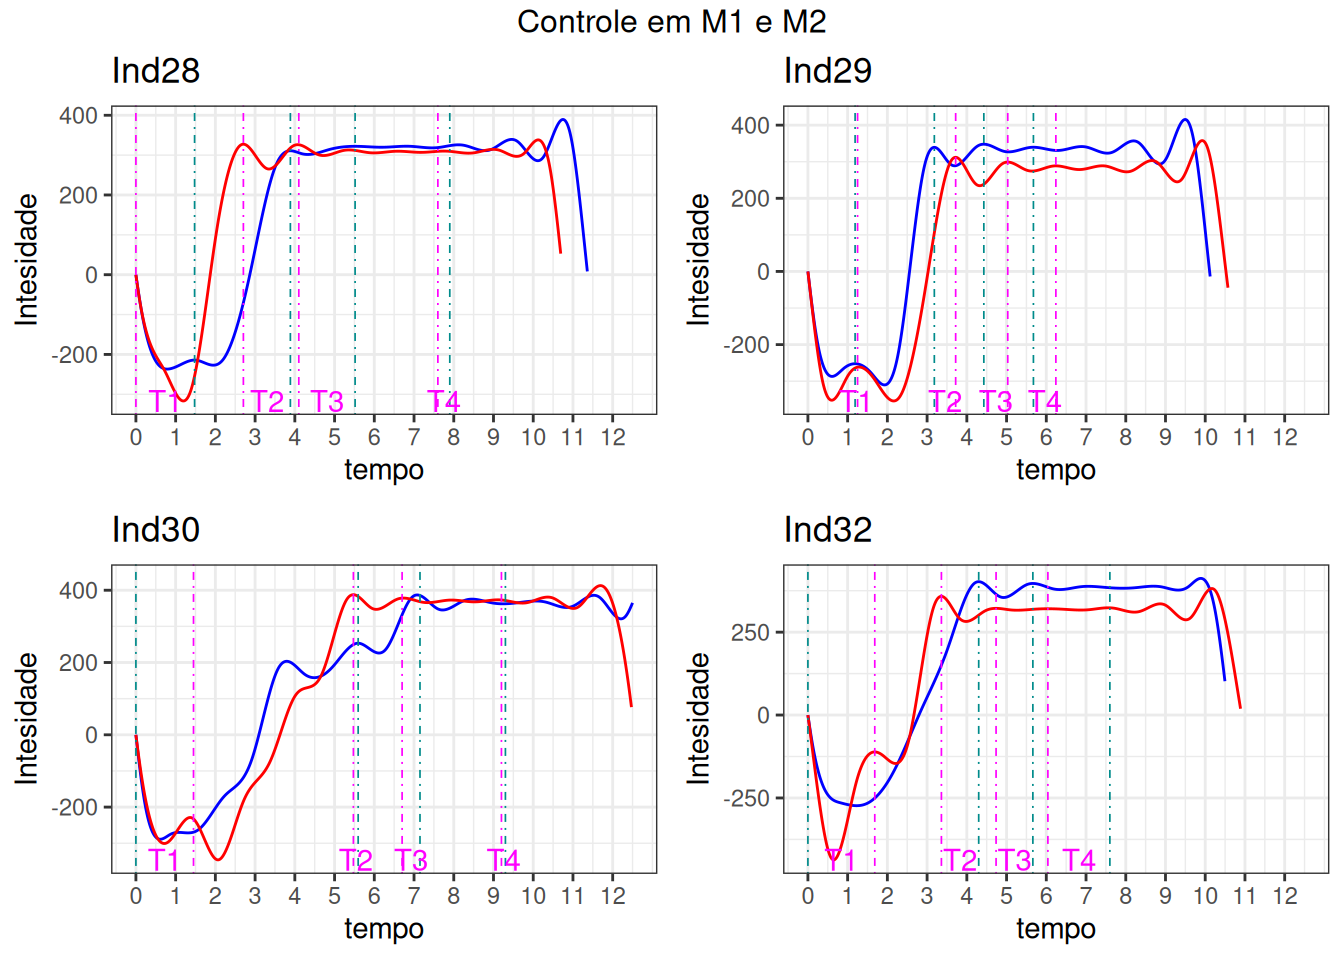 Controle em M1 e M2
Ind28
400
200
0
-200
Intesidade
T1 T2 T3 T4
0 1 2 3 4 5 6 7 8 9 10 11 12
tempo
Ind29
400
200
0
-200
Intesidade
T1 T2 T3 T4
0 1 2 3 4 5 6 7 8 9 10 11 12
tempo
Ind30
400
200
0
-200
Intesidade
T1 T2 T3 T4
0 1 2 3 4 5 6 7 8 9 10 11 12
tempo
Ind32
250
0
-250
Intesidade
T1 T2 T3 T4
0 1 2 3 4 5 6 7 8 9 10 11 12
tempo